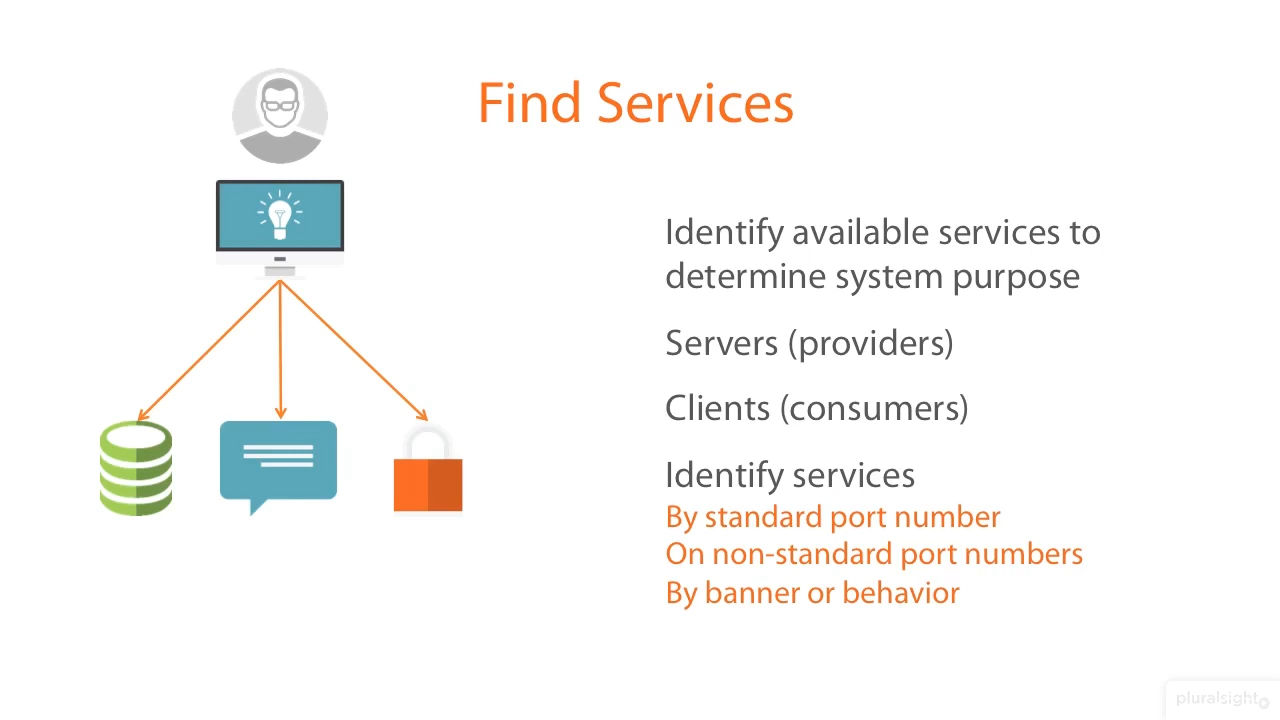 Find Services
Identify available services to
determine system purpose
Servers (providers)
Clients (consumers)
Identify services
By standard port number
On non-standard port numbers
By banner or behavior
pluralsight